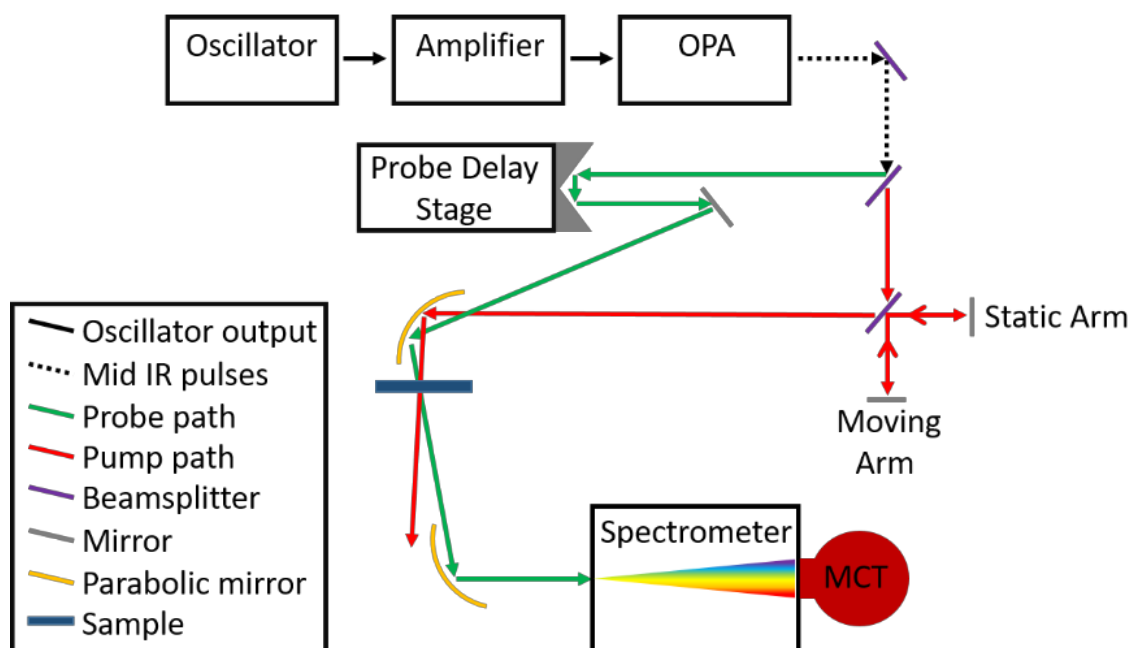 Oscillator
Amplifier
OPA
Probe Delay
Stage
Static Arm
Moving
Arm
Oscillator output
Mid IR pulses
Probe path
Pump path
Beamsplitter
Mirror
Parabolic mirror
Sample
Spectrometer
MCT